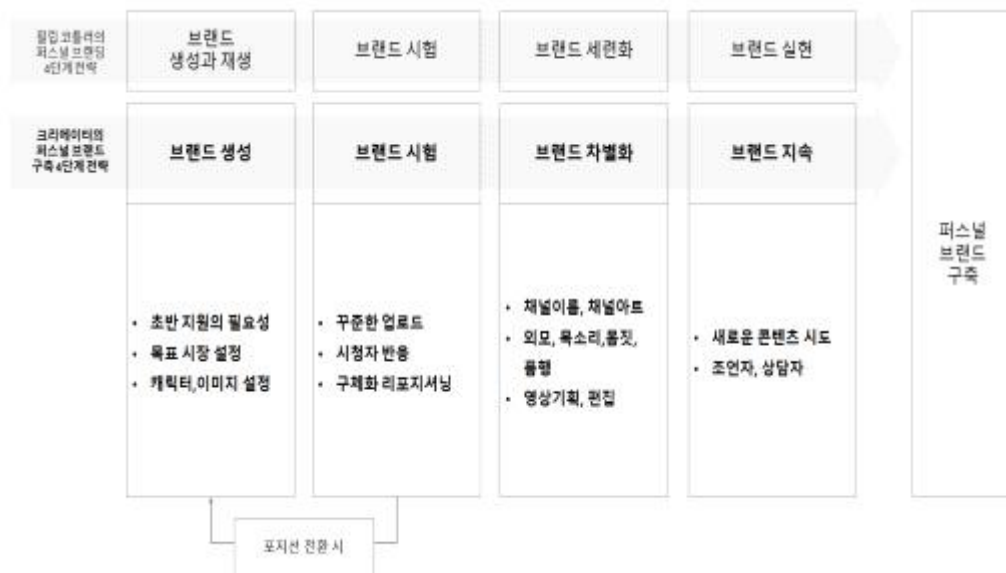 필립 코틀러의
퍼스널 브랜딩
4단계 전략
브랜드
생성과 재생
브랜드 시험
브랜드 세련화
브랜드 실현
크리에이터의
퍼스널 브랜드
구축 4단계 전략
브랜드 생성
브랜드 시험
브랜드 차별화
브랜드 지속
• 초반 지원의 필요성
• 목표 시장 설정
• 캐릭터,이미지 설정
• 꾸준한 업로드
• 시청자 반응
• 구체화 리포지셔닝
• 채널이름, 채널아트
• 외모, 목소리,몸짓,
품행
• 영상기획, 편집
• 새로운 콘텐츠 시도
• 조언자, 상담자
퍼스널
브랜드
구축
포지션 전환 시